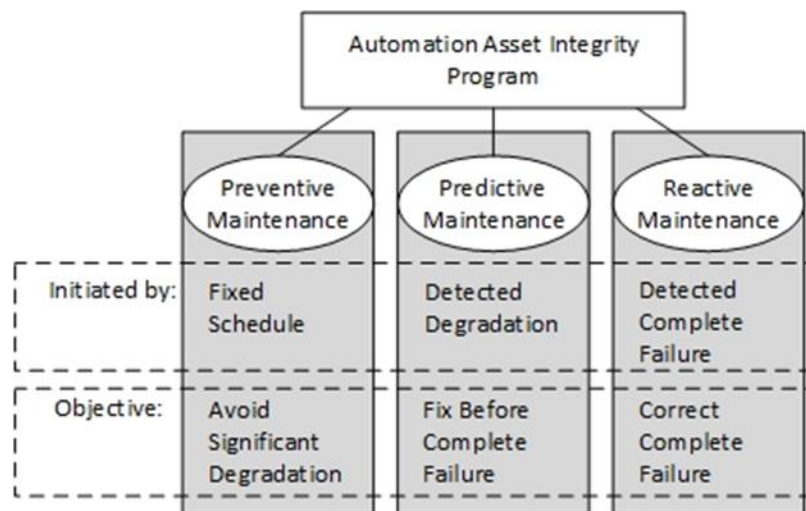 Automation Asset Integrity
Program
Preventive
Maintenance
Predictive
Maintenance
Reactive
Maintenance
Initiated by:
Fixed
Schedule
Detected
Degradation
Detected
Complete
Failure
Objective:
Avoid
Significant
Degradation
Fix Before
Complete
Failure
Correct
Complete
Failure